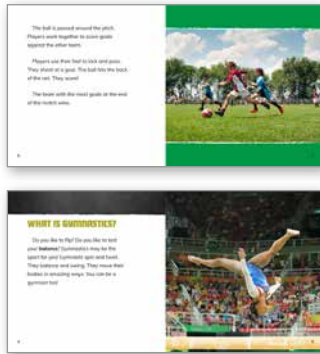 The ball is passed around the pitch.
Players work together to score goals
against the other team.
Players use their feet to kick and pass.
They shoot at a goal. The ball hits the back
of the net. They score!
The team with the most goals at the end
of the match wins.
WHAT IS GYMNASTICS?
Do you like to flip? Do you like to test
your balance? Gymnastics may be the
sport for you! Gymnasts spin and twist.
They balance and swing. They move their
bodies in amazing ways. You can be a
gymnast too!